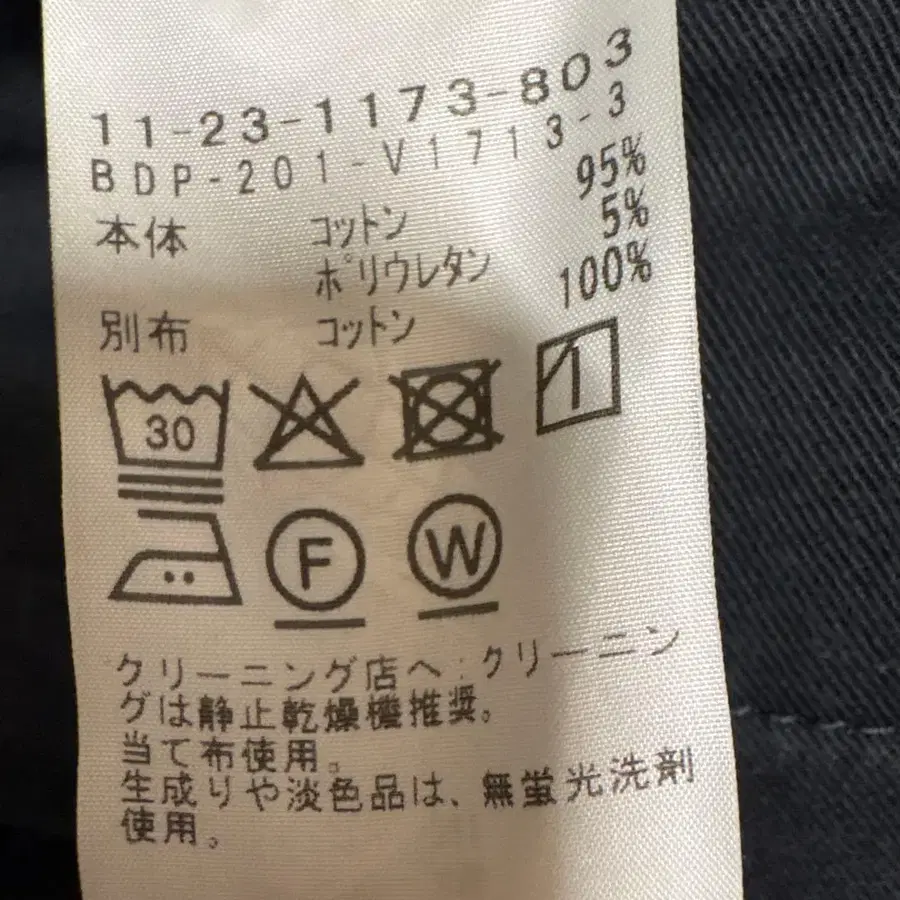 11-23-1173-803
BDP-201-V1713-3
本体 コットン 95%
ポリウレタン 5%
別布 コットン 100%
30
F W
クリーニング店へ:クリーニン
グは静止乾燥機推奨。
当て布使用。
生成りや淡色品は、無蛍光洗剤
使用。